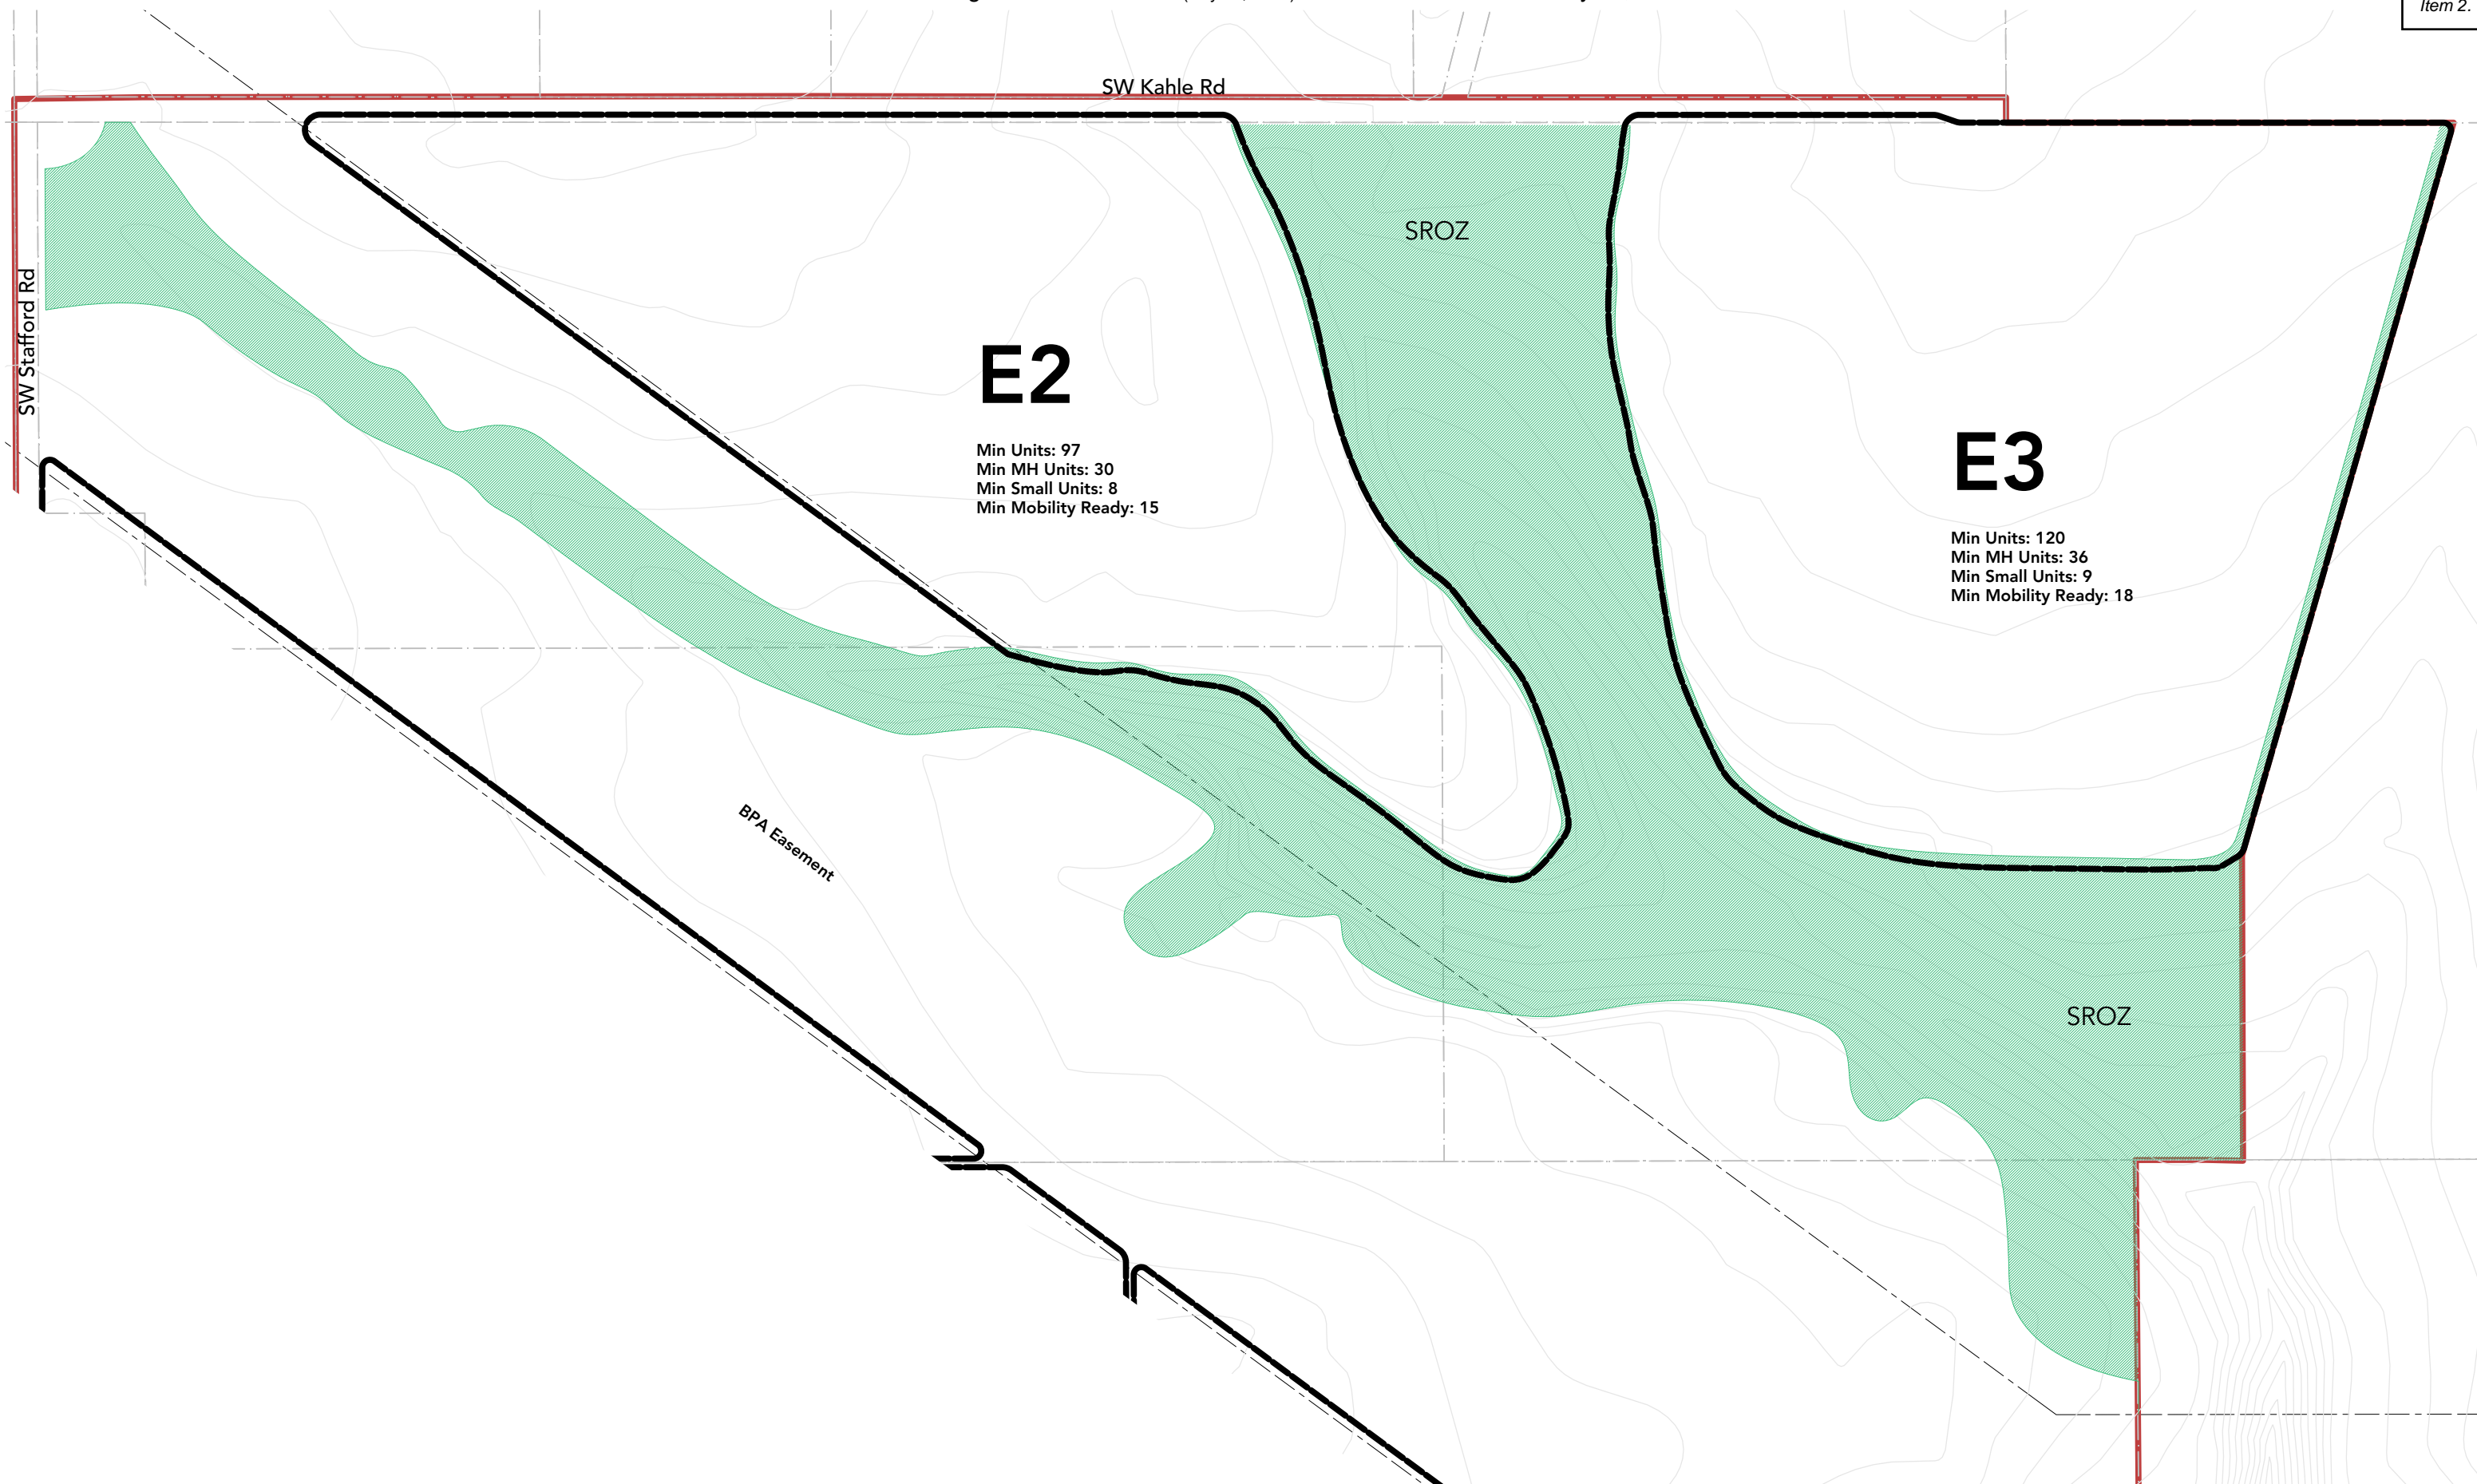 Item 2.
SW Kahle Rd
SROZ
SW Stafford Rd
E2
Min Units: 97
Min MH Units: 30
Min Small Units: 8
Min Mobility Ready: 15
E3
Min Units: 120
Min MH Units: 36
Min Small Units: 9
Min Mobility Ready: 18
BPA Easement
SROZ